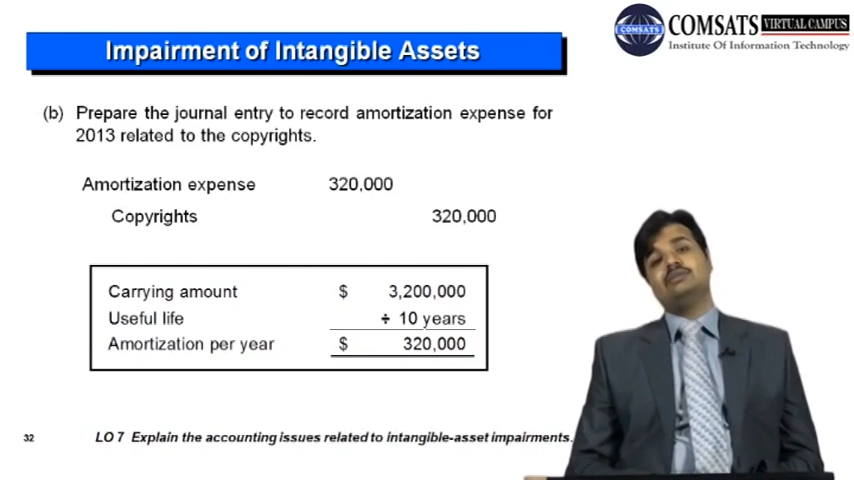 Impairment of Intangible Assets
COMSATS
COMSATS VIRTUAL CAMPUS
Institute Of Information Technology
(b) Prepare the journal entry to record amortization expense for
2013 related to the copyrights.
Amortization expense 320,000
Copyrights 320,000
Carrying amount $ 3,200,000
Useful life ÷ 10 years
Amortization per year $ 320,000
32 LO 7 Explain the accounting issues related to intangible-asset impairments.